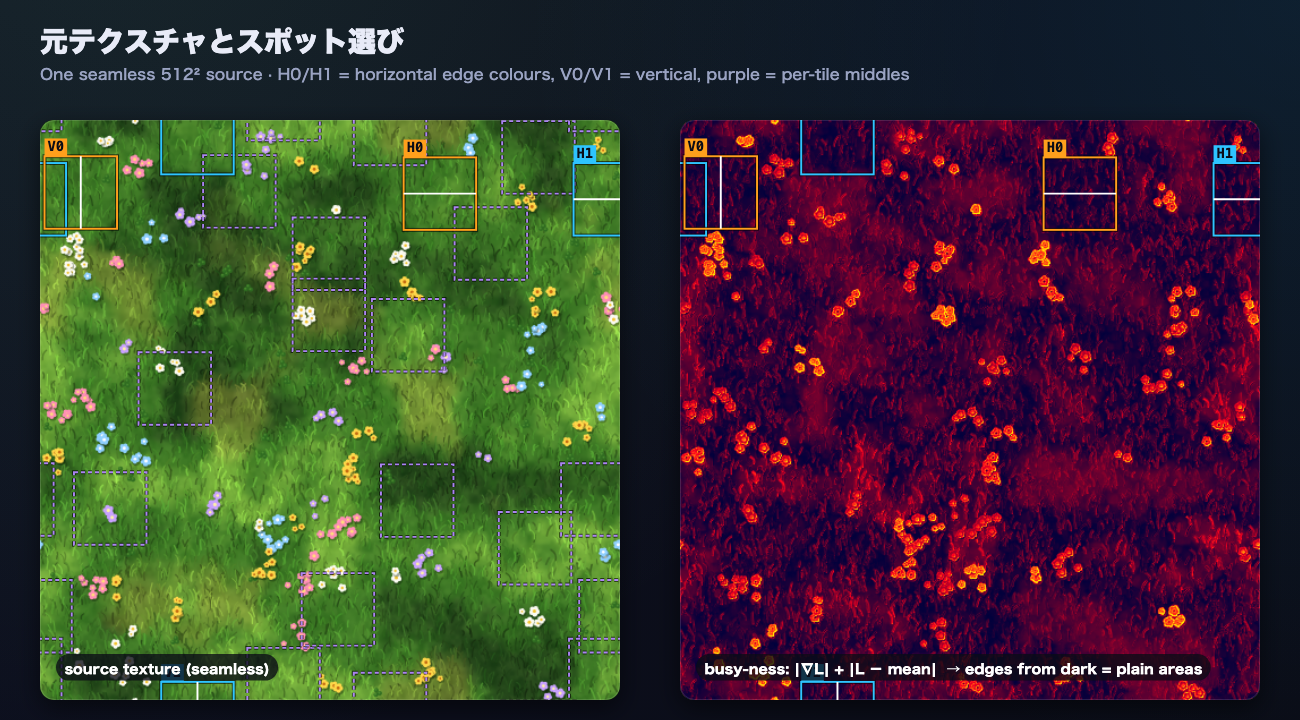 元テクスチャとスポット選び
One seamless 512² source · H0/H1 = horizontal edge colours, V0/V1 = vertical, purple = per-tile middles
V0
H0
H1
source texture (seamless)
V0
H0
H1
busy-ness: |∇L| + |L − mean| → edges from dark = plain areas